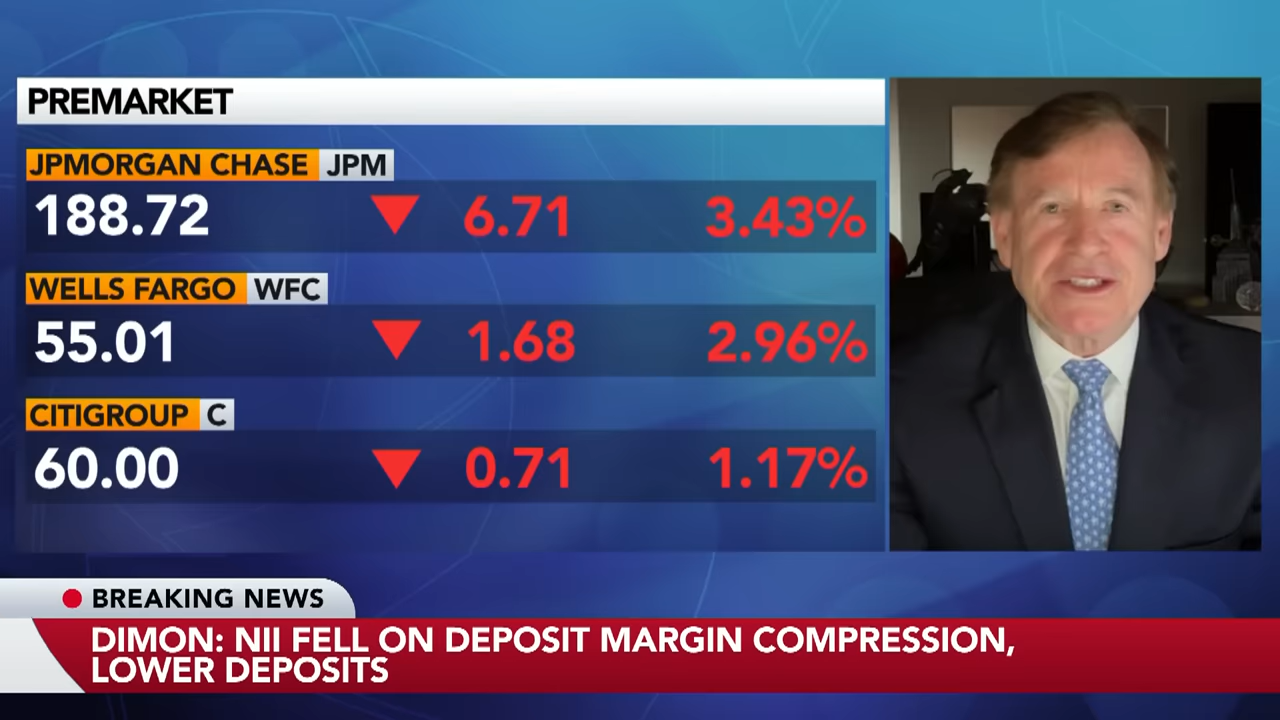 PREMARKET
JPMORGAN CHASE JPM
188.72 ▼ 6.71 3.43%
WELLS FARGO WFC
55.01 ▼ 1.68 2.96%
CITIGROUP C
60.00 ▼ 0.71 1.17%
BREAKING NEWS
DIMON: NII FELL ON DEPOSIT MARGIN COMPRESSION,
LOWER DEPOSITS